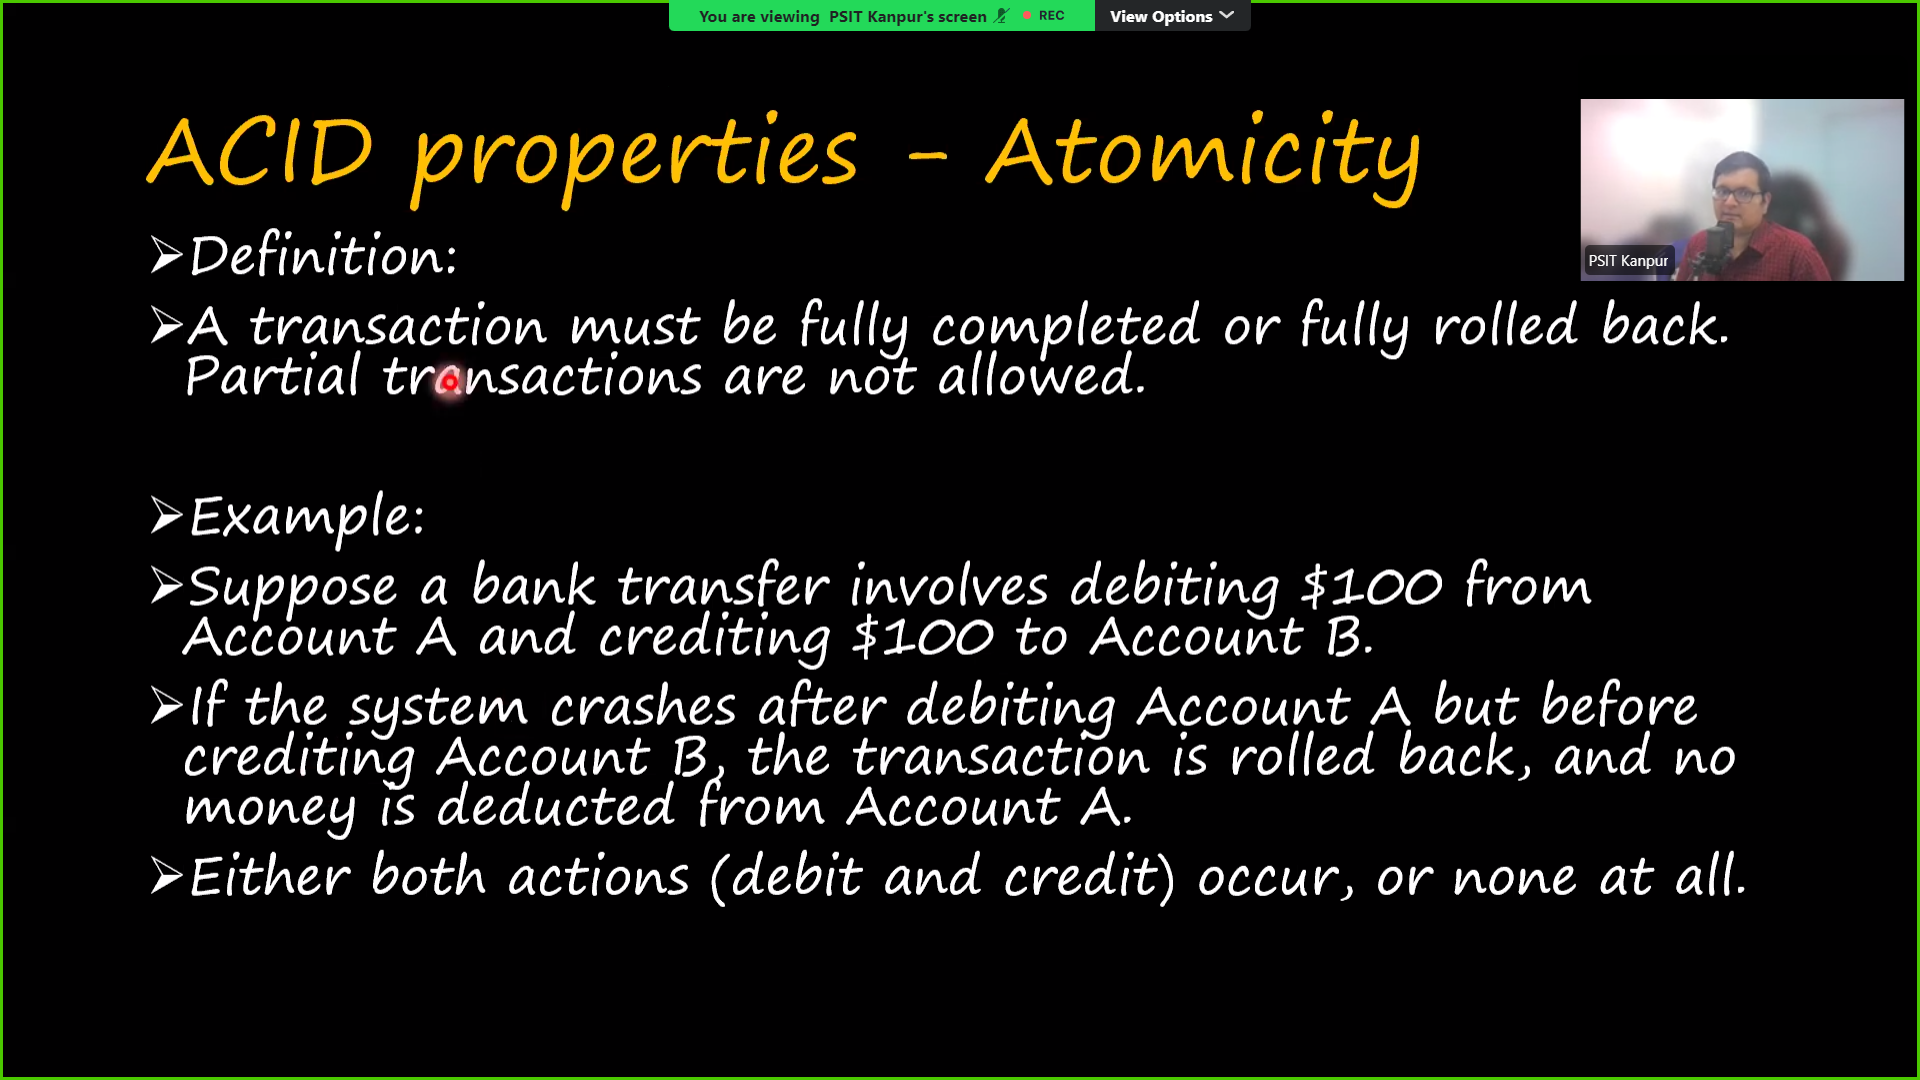 You are viewing PSIT Kanpur's screen REC View Options
ACID properties - Atomicity
PSIT Kanpur
➢Definition:
➢A transaction must be fully completed or fully rolled back.
Partial transactions are not allowed.
➢Example:
➢Suppose a bank transfer involves debiting $100 from
Account A and crediting $100 to Account B.
➢If the system crashes after debiting Account A but before
crediting Account B, the transaction is rolled back, and no
money is deducted from Account A.
➢Either both actions (debit and credit) occur, or none at all.